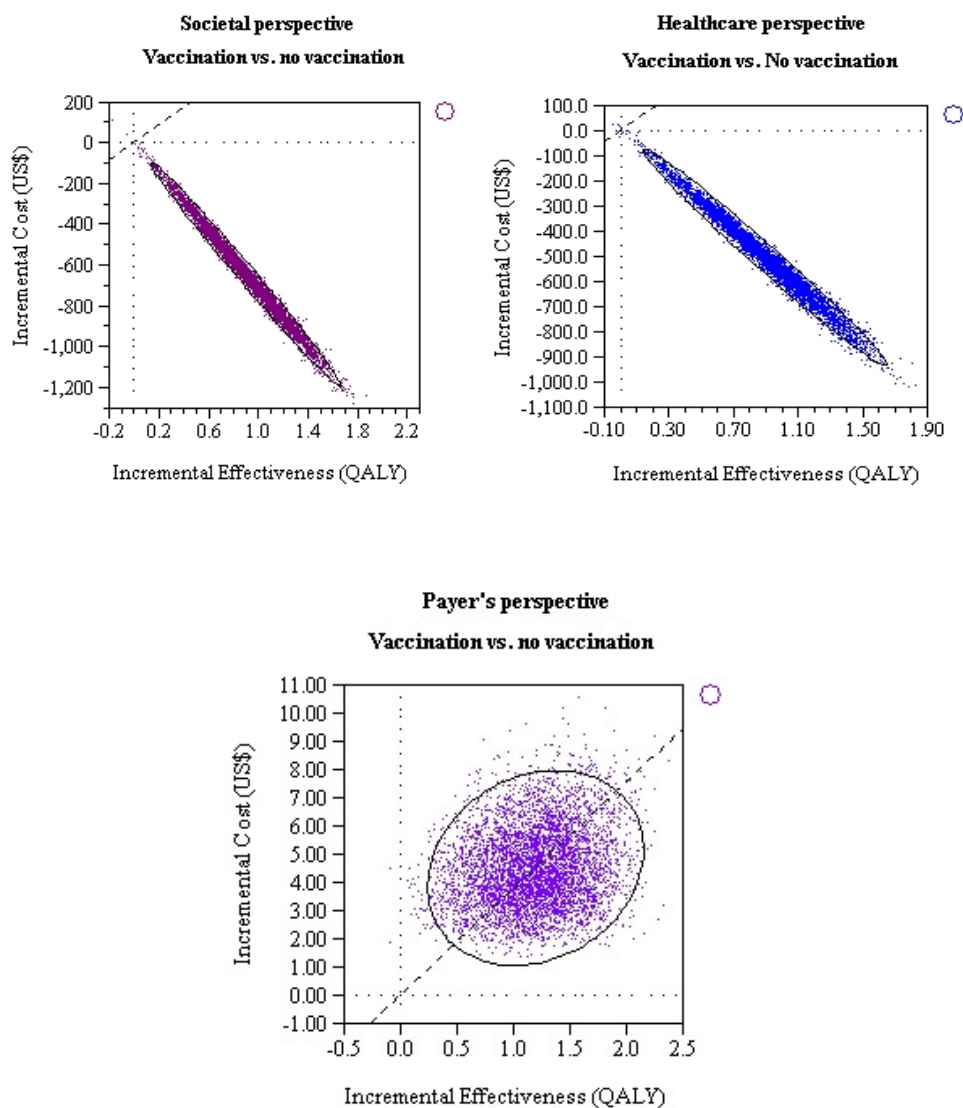 Societal perspective
Vaccination vs. no vaccination
200
0
-200
-400
-600
-800
-1,000
-1,200
Incremental Cost (US$)
-0.2 0.2 0.6 1.0 1.4 1.8 2.2
Incremental Effectiveness (QALY)
Healthcare perspective
Vaccination vs. No vaccination
100.0
0.0
-100.0
-200.0
-300.0
-400.0
-500.0
-600.0
-700.0
-800.0
-900.0
-1,000.0
-1,100.0
Incremental Cost (US$)
-0.10 0.30 0.70 1.10 1.50 1.90
Incremental Effectiveness (QALY)
Payer's perspective
Vaccination vs. no vaccination
11.00
10.00
9.00
8.00
7.00
6.00
5.00
4.00
3.00
2.00
1.00
0.00
-1.00
Incremental Cost (US$)
-0.5 0.0 0.5 1.0 1.5 2.0 2.5
Incremental Effectiveness (QALY)